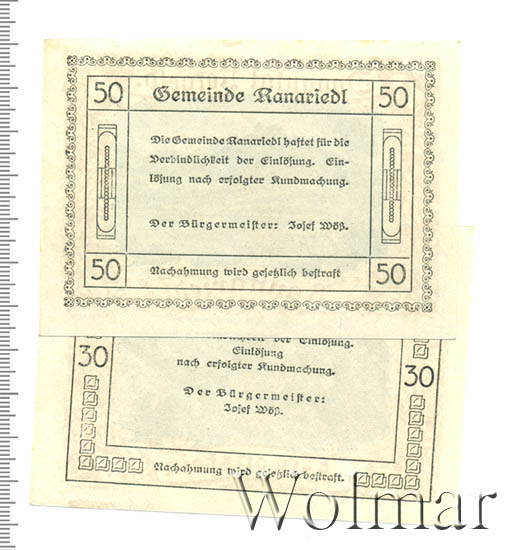 50 Gemeinde Kanariedl 50
Die Gemeinde Kanariedl haftet für die
Verbindlichkeit der Einlösung. Ein-
lösung nach erfolgter Kundmachung.
Der Bürgermeister: Josef Wöß.
50 Nachahmung wird gesetzlich bestraft 50
der Einlösung.
30 Einlösung 30
nach erfolgter Kundmachung.
Der Bürgermeister:
Josef Wöß.
Nachahmung wird gesetzlich bestraft.
Wolmar